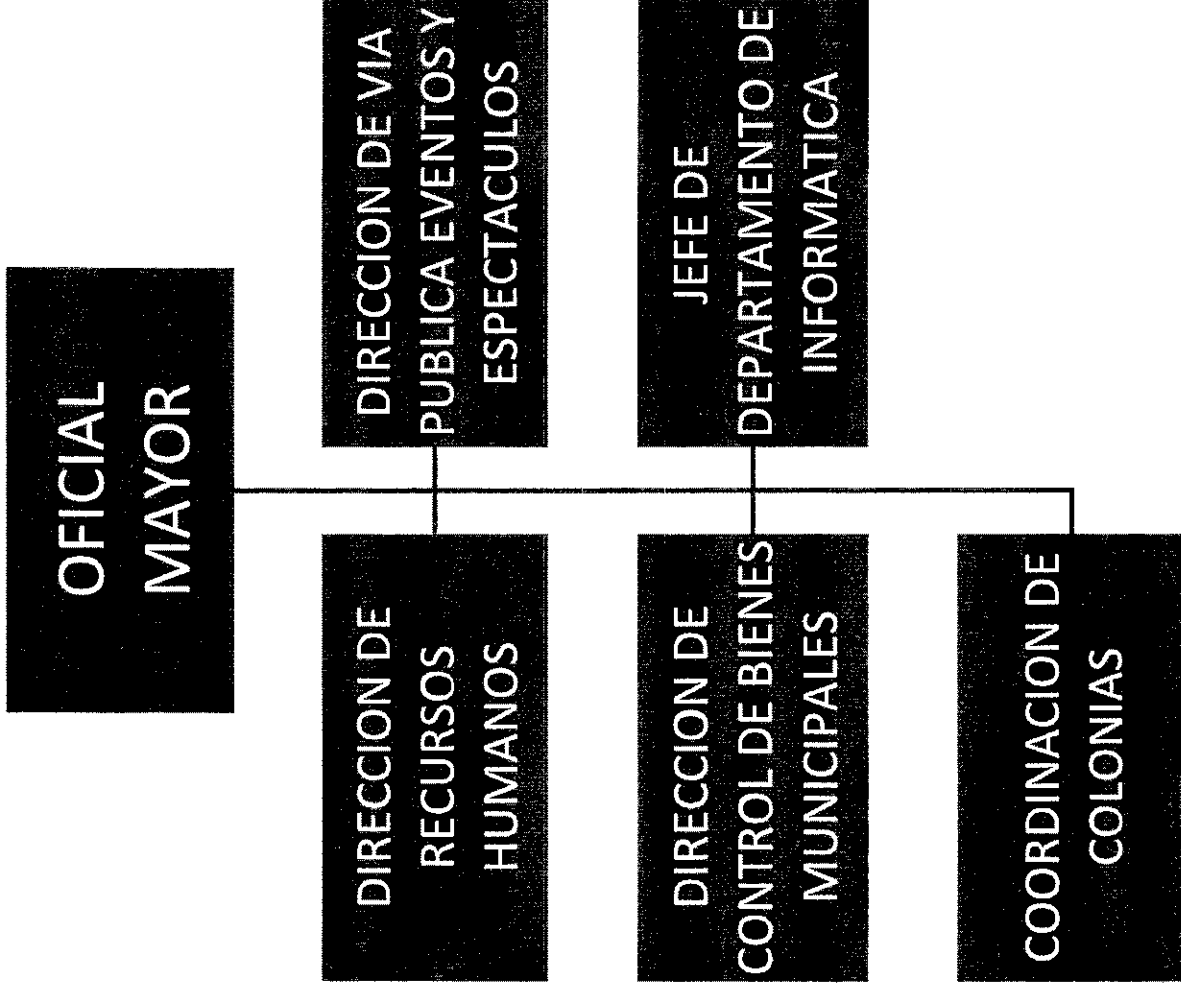 OFICIAL
MAYOR
DIRECCION DE
RECURSOS
HUMANOS
DIRECCION DE VIA
PUBLICA EVENTOS Y
ESPECTACULOS
DIRECCION DE
CONTROL DE BIENES
MUNICIPALES
JEFE DE
DEPARTAMENTO DE
INFORMATICA
COORDINACION DE
COLONIAS